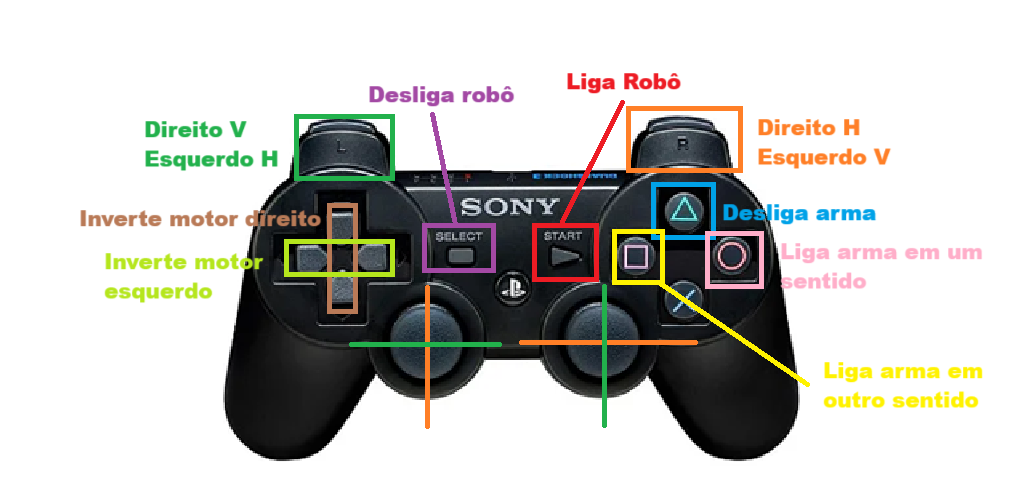 Liga Robô
Desliga robô
Direito V
Esquerdo H
L
R
Direito H
Esquerdo V
SONY
Inverte motor direito
Desliga arma
SELECT
START
Inverte motor
esquerdo
Liga arma em um
sentido
Liga arma em
outro sentido